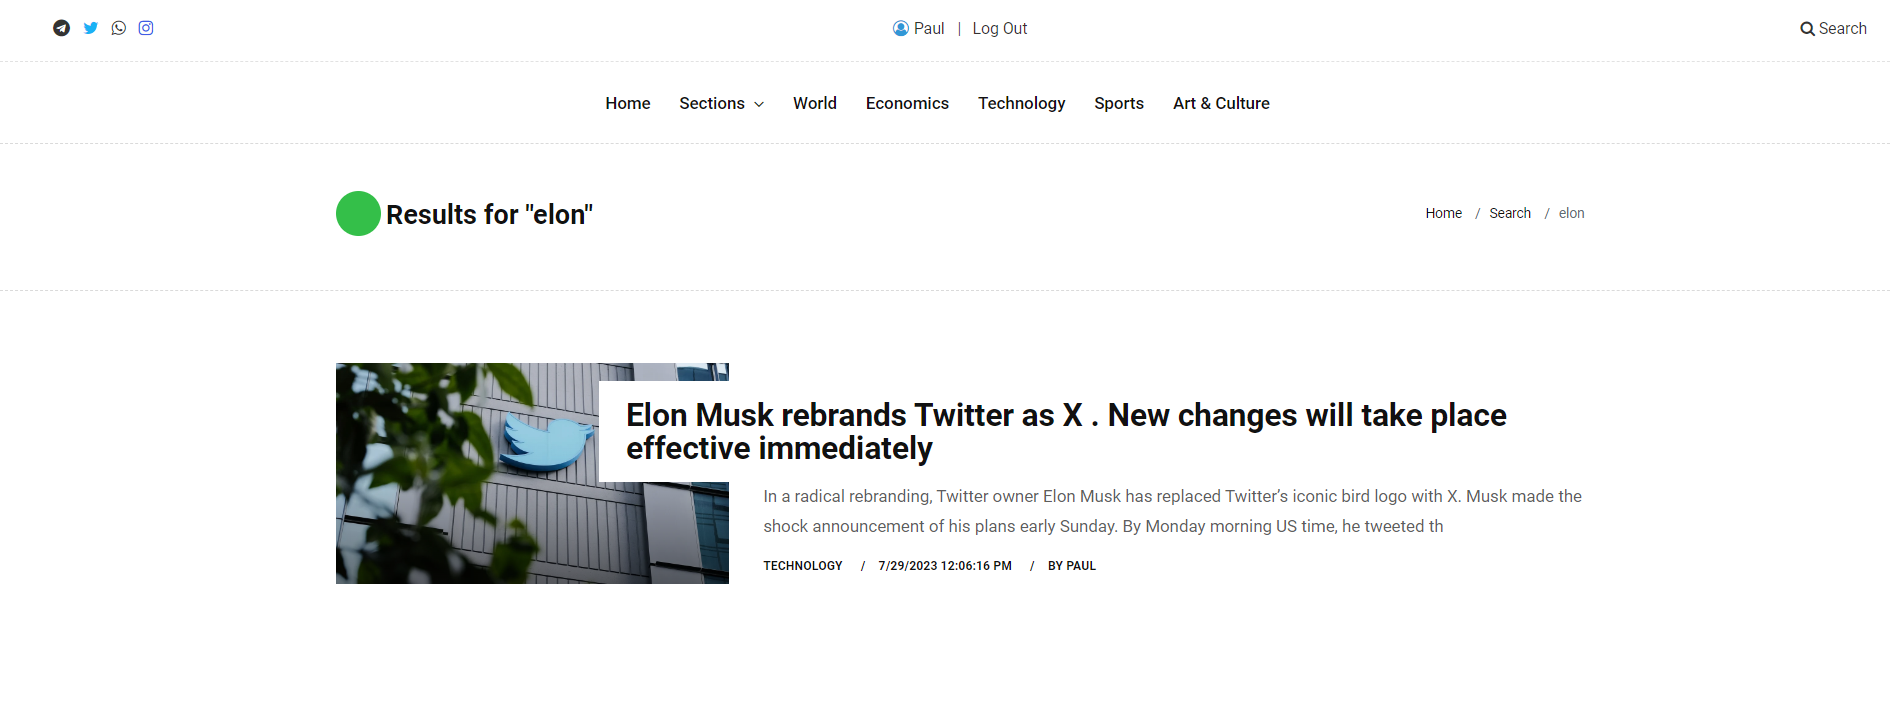 Paul | Log Out
Search
Home Sections World Economics Technology Sports Art & Culture
Results for "elon"
Home / Search / elon
Elon Musk rebrands Twitter as X . New changes will take place
effective immediately
In a radical rebranding, Twitter owner Elon Musk has replaced Twitter’s iconic bird logo with X. Musk made the
shock announcement of his plans early Sunday. By Monday morning US time, he tweeted th
TECHNOLOGY / 7/29/2023 12:06:16 PM / BY PAUL